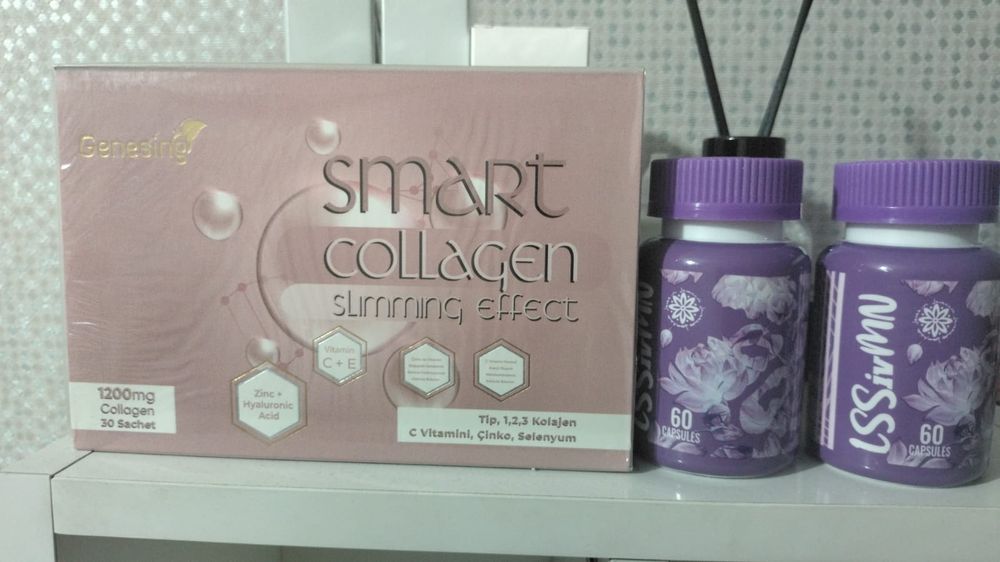 Genesing
SMART
COLLAGEN
SLIMMING EFFECT
Vitamin
C + E
Zinc +
Hyaluronic
Acid
1200mg
Collagen
30 Sachet
Tip, 1,2,3 Kolajen
C Vitamini, Çinko, Selenyum
60
CAPSULES
LSSivMN
60
CAPSULES